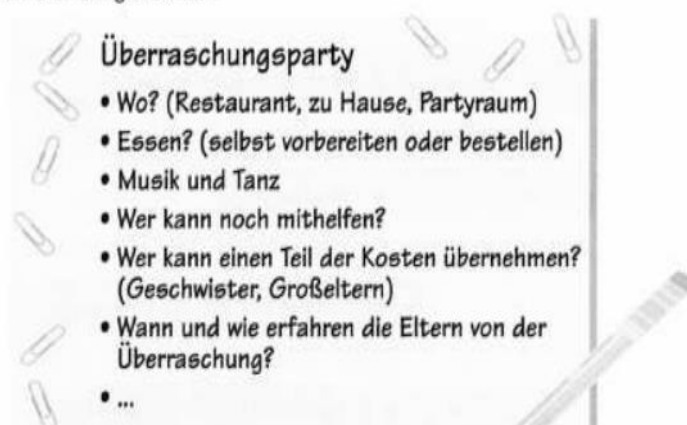 Überraschungsparty
• Wo? (Restaurant, zu Hause, Partyraum)
• Essen? (selbst vorbereiten oder bestellen)
• Musik und Tanz
• Wer kann noch mithelfen?
• Wer kann einen Teil der Kosten übernehmen?
(Geschwister, Großeltern)
• Wann und wie erfahren die Eltern von der
Überraschung?
• ...